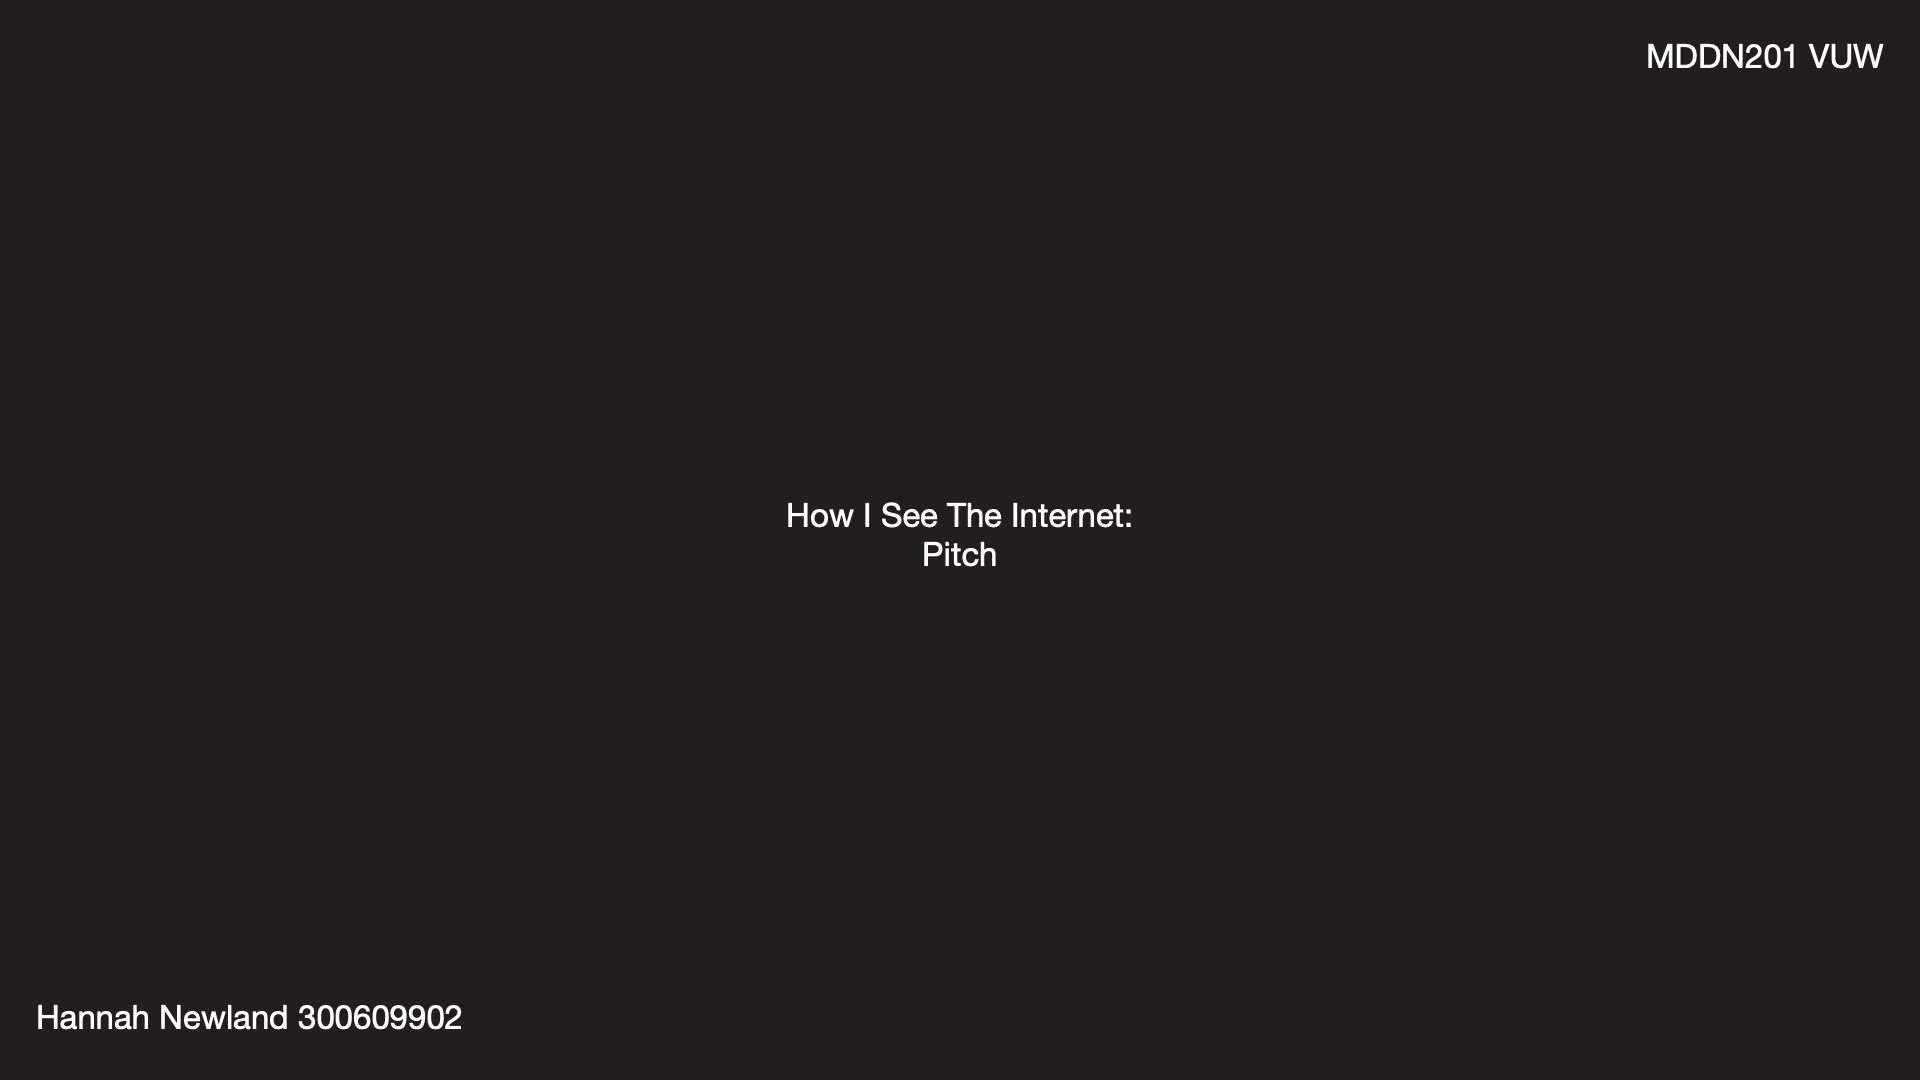 MDDN201 VUW
How I See The Internet:
Pitch
Hannah Newland 300609902